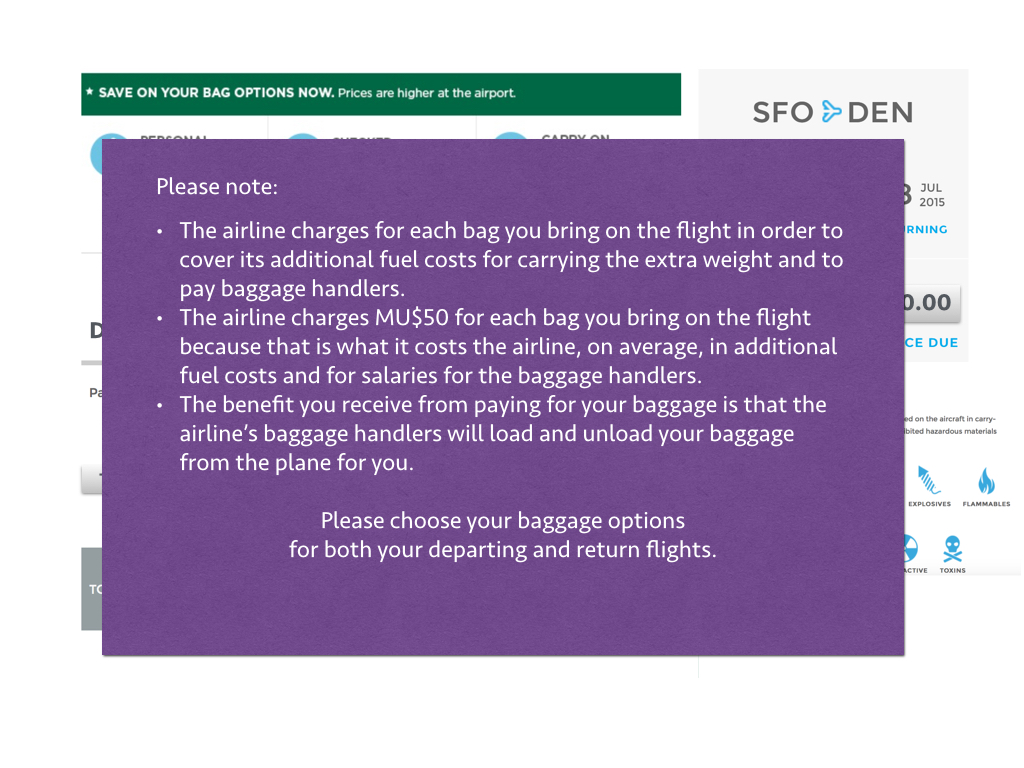 ★ SAVE ON YOUR BAG OPTIONS NOW. Prices are higher at the airport.
SFO DEN
PERSONAL
CARRY ON
JUL
2015
Please note:
• The airline charges for each bag you bring on the flight in order to
cover its additional fuel costs for carrying the extra weight and to
pay baggage handlers.
• The airline charges MU$50 for each bag you bring on the flight
because that is what it costs the airline, on average, in additional
fuel costs and for salaries for the baggage handlers.
• The benefit you receive from paying for your baggage is that the
airline’s baggage handlers will load and unload your baggage
from the plane for you.
Please choose your baggage options
for both your departing and return flights.
0.00
DUE
ed on the aircraft in carry-
hazardous materials
EXPLOSIVES FLAMMABLES
TOXINS